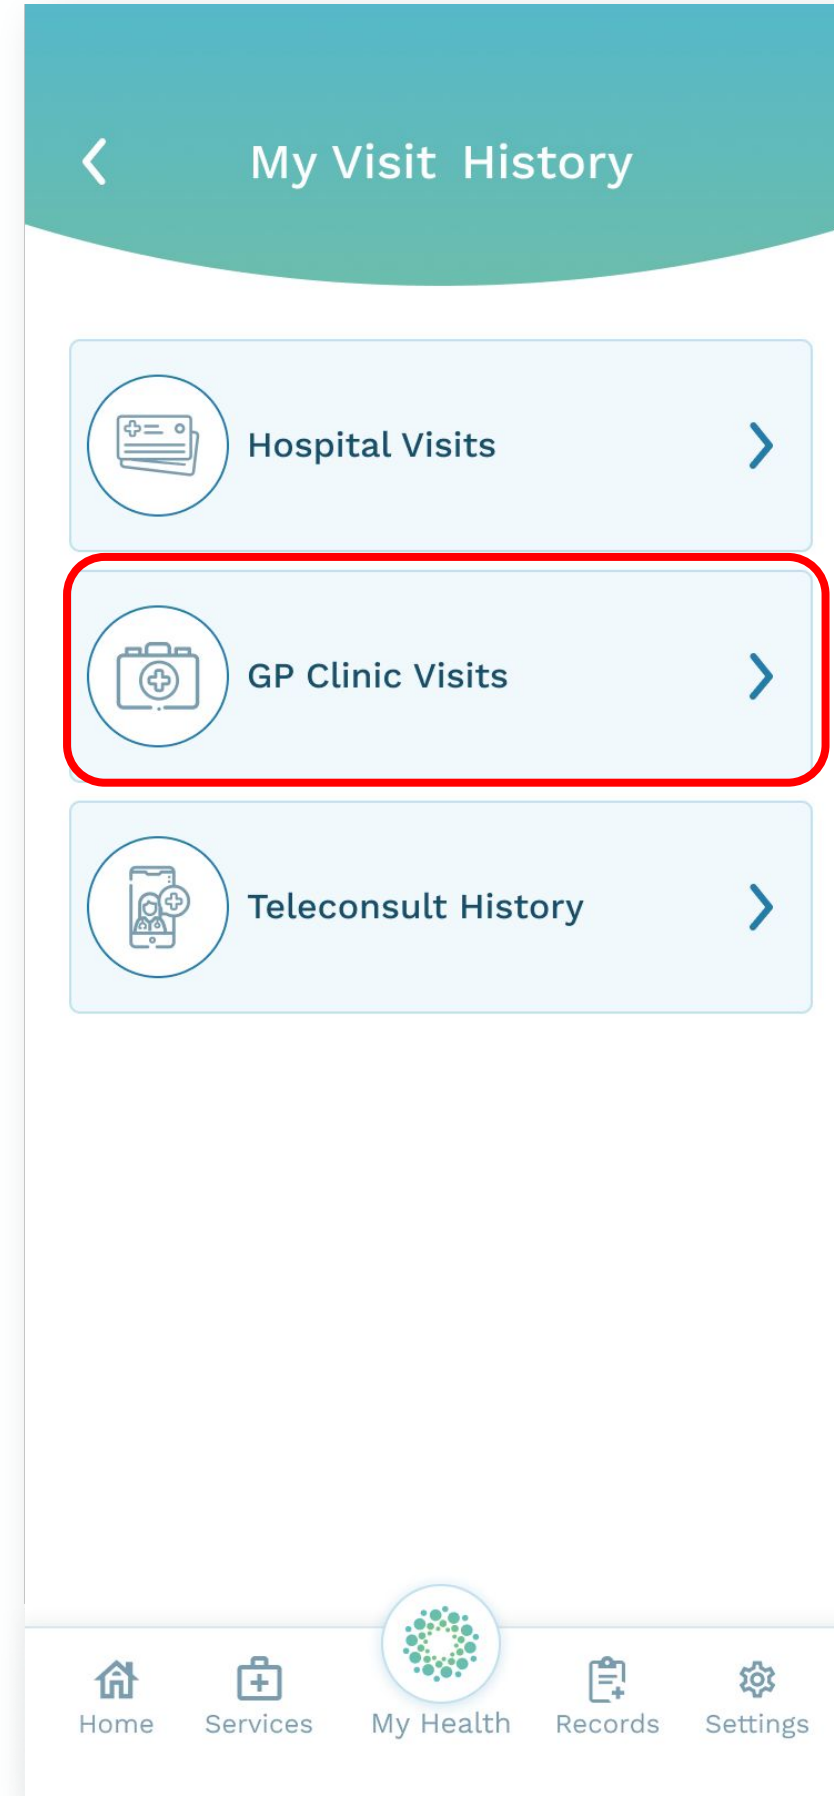 My Visit History
Hospital Visits
GP Clinic Visits
Teleconsult History
Home Services My Health Records Settings